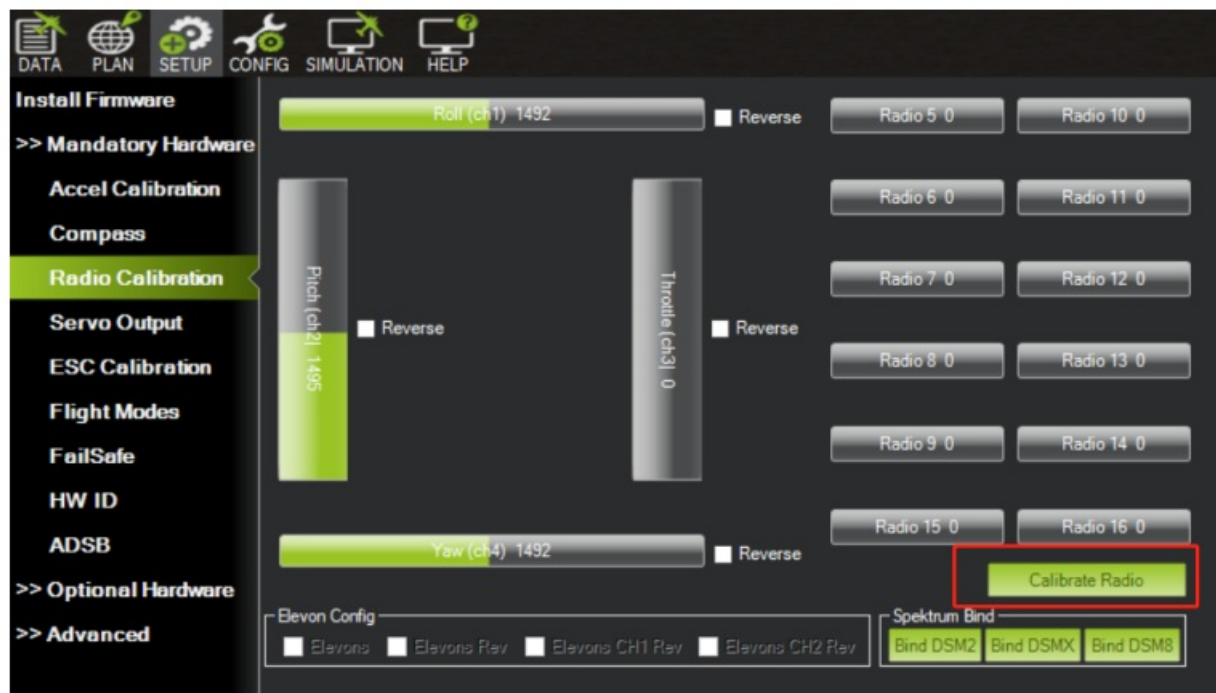 DATA PLAN SETUP CONFIG SIMULATION HELP
Install Firmware
>> Mandatory Hardware
Accel Calibration
Compass
Radio Calibration
Servo Output
ESC Calibration
Flight Modes
FailSafe
HW ID
ADSB
>> Optional Hardware
>> Advanced
Roll (ch1) 1492
Reverse
Pitch (ch2) 1495
Reverse
Throttle (ch3) 0
Reverse
Yaw (ch4) 1492
Reverse
Radio 5 0
Radio 10 0
Radio 6 0
Radio 11 0
Radio 7 0
Radio 12 0
Radio 8 0
Radio 13 0
Radio 9 0
Radio 14 0
Radio 15 0
Radio 16 0
Calibrate Radio
Elevon Config
Elevons
Elevons Rev
Elevons CH1 Rev
Elevons CH2 Rev
Spektrum Bind
Bind DSM2
Bind DSMX
Bind DSM8